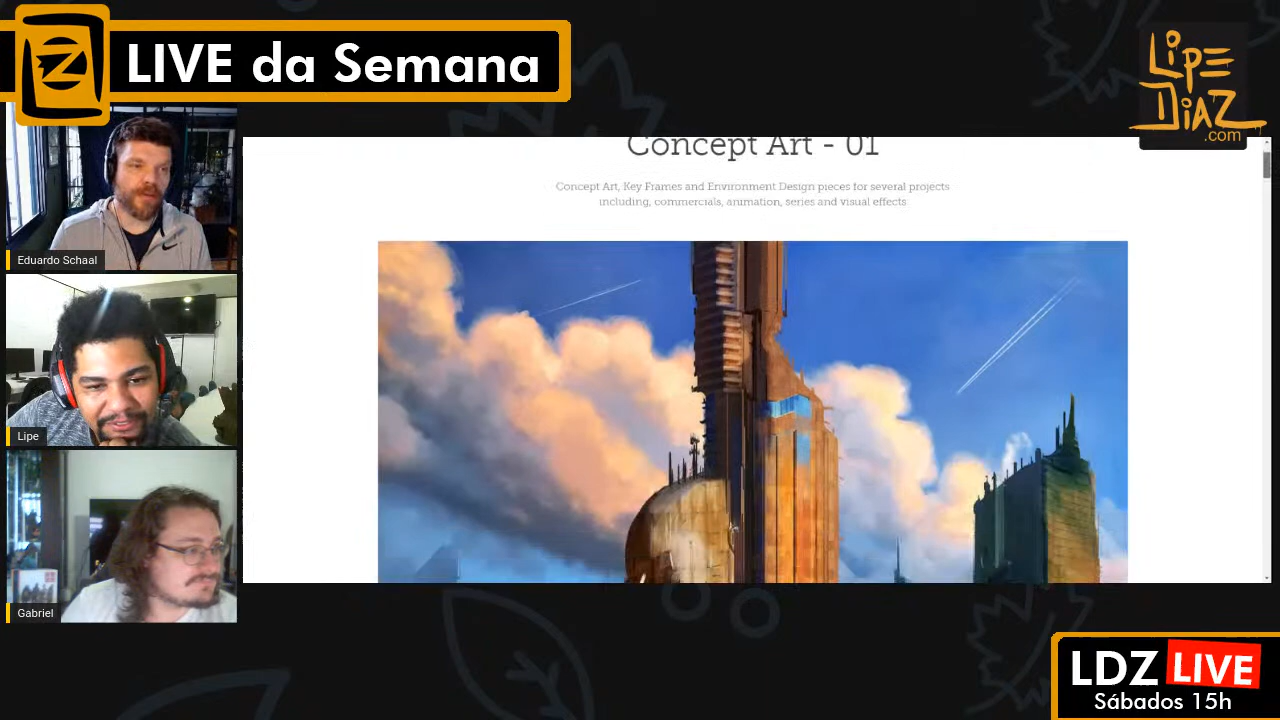 LIVE da Semana
LiPE
DiAZ
.com
Concept Art - 01
Concept Art, Key Frames and Environment Design pieces for several projects
including, commercials, animation, series and visual effects
Eduardo Schaal
Lipe
Gabriel
LDZ LIVE
Sábados 15h